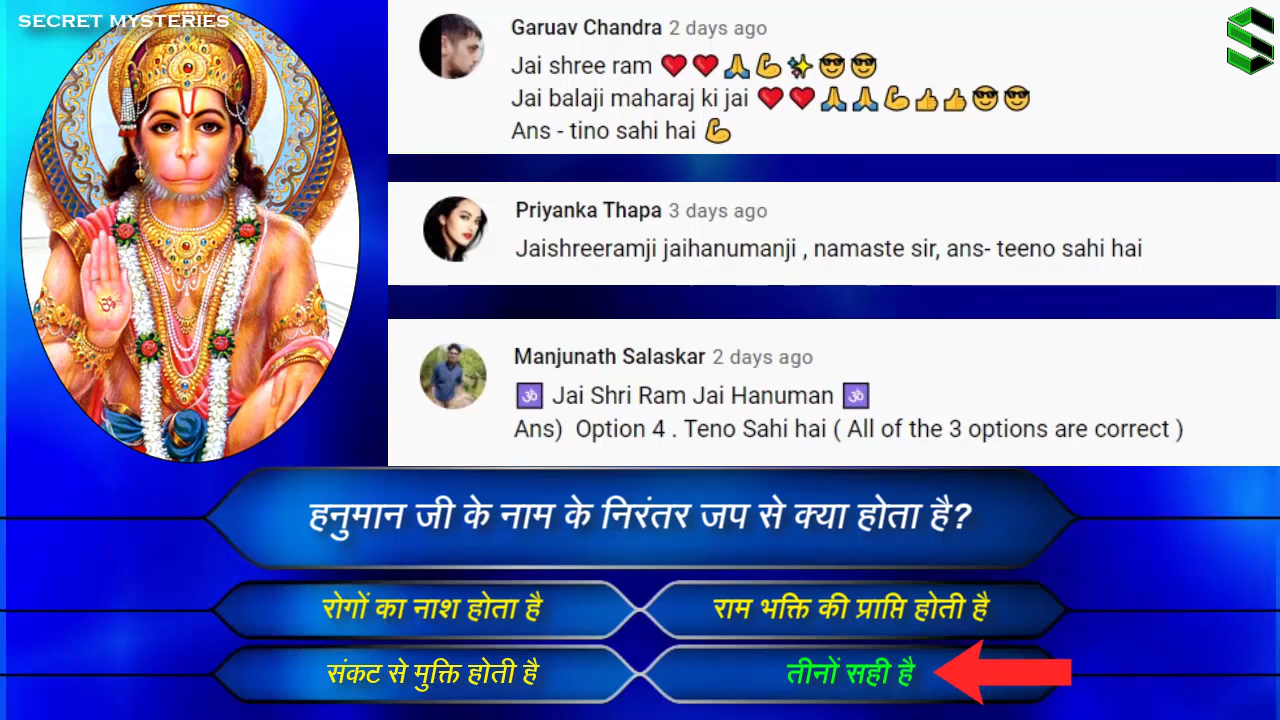 SECRET MYSTERIES
Garuav Chandra 2 days ago
Jai shree ram ❤️❤️🙏💪✨😎😎
Jai balaji maharaj ki jai ❤️❤️🙏🙏💪👍👍😎😎
Ans - tino sahi hai 💪
Priyanka Thapa 3 days ago
Jaishreeramji jaihanumanji , namaste sir, ans- teeno sahi hai
Manjunath Salaskar 2 days ago
🕉 Jai Shri Ram Jai Hanuman 🕉
Ans) Option 4 . Teno Sahi hai ( All of the 3 options are correct )
हनुमान जी के नाम के निरंतर जप से क्या होता है?
रोगों का नाश होता है
राम भक्ति की प्राप्ति होती है
संकट से मुक्ति होती है
तीनों सही है